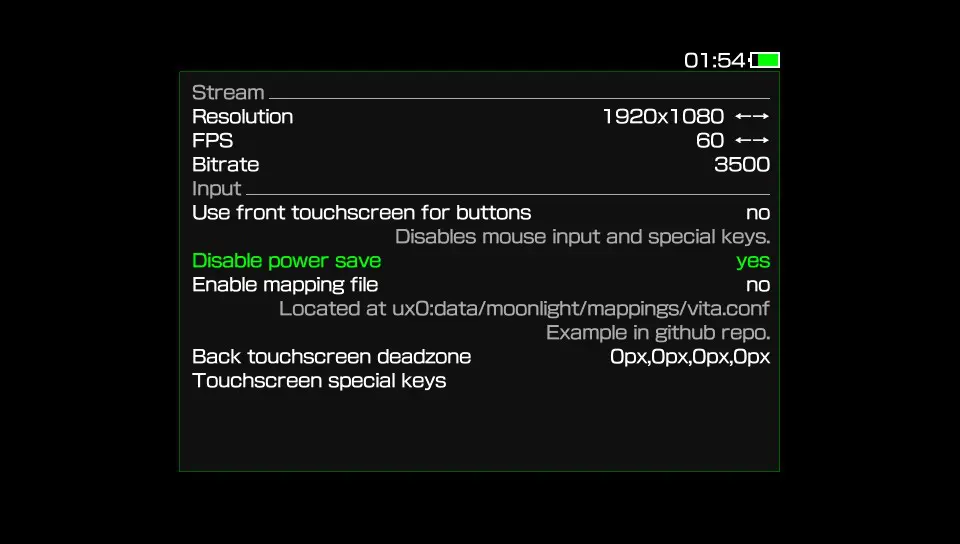 01:54
Stream
Resolution 1920x1080 ←→
FPS 60 ←→
Bitrate 3500
Input
Use front touchscreen for buttons no
Disables mouse input and special keys.
Disable power save yes
Enable mapping file no
Located at ux0:data/moonlight/mappings/vita.conf
Example in github repo.
Back touchscreen deadzone 0px,0px,0px,0px
Touchscreen special keys